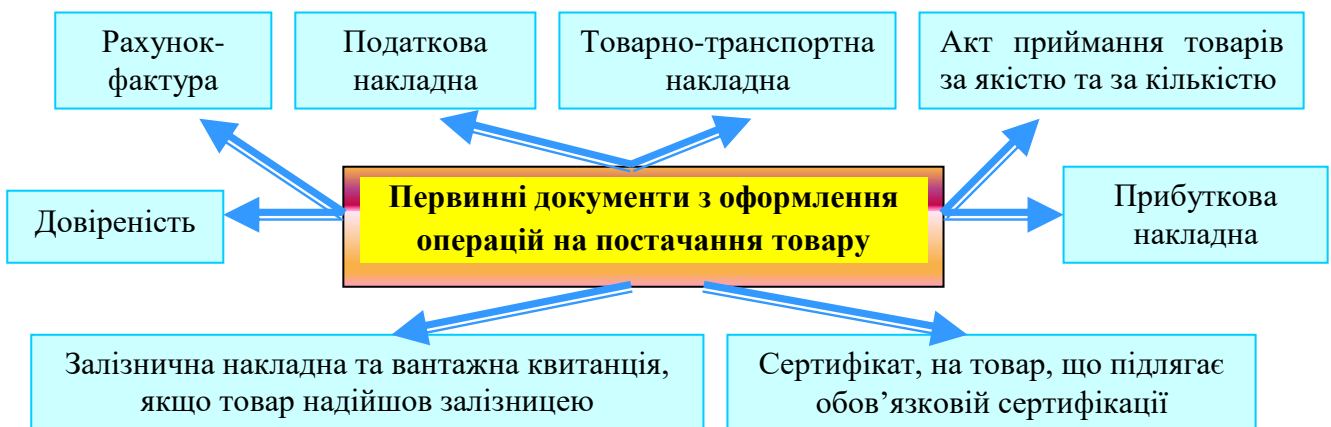 Рахунок-
фактура
Податкова
накладна
Товарно-транспортна
накладна
Акт приймання товарів
за якістю та за кількістю
Довіреність
Первинні документи з оформлення
операцій на постачання товару
Прибуткова
накладна
Залізнична накладна та вантажна квитанція,
якщо товар надійшов залізницею
Сертифікат, на товар, що підлягає
обов’язковій сертифікації